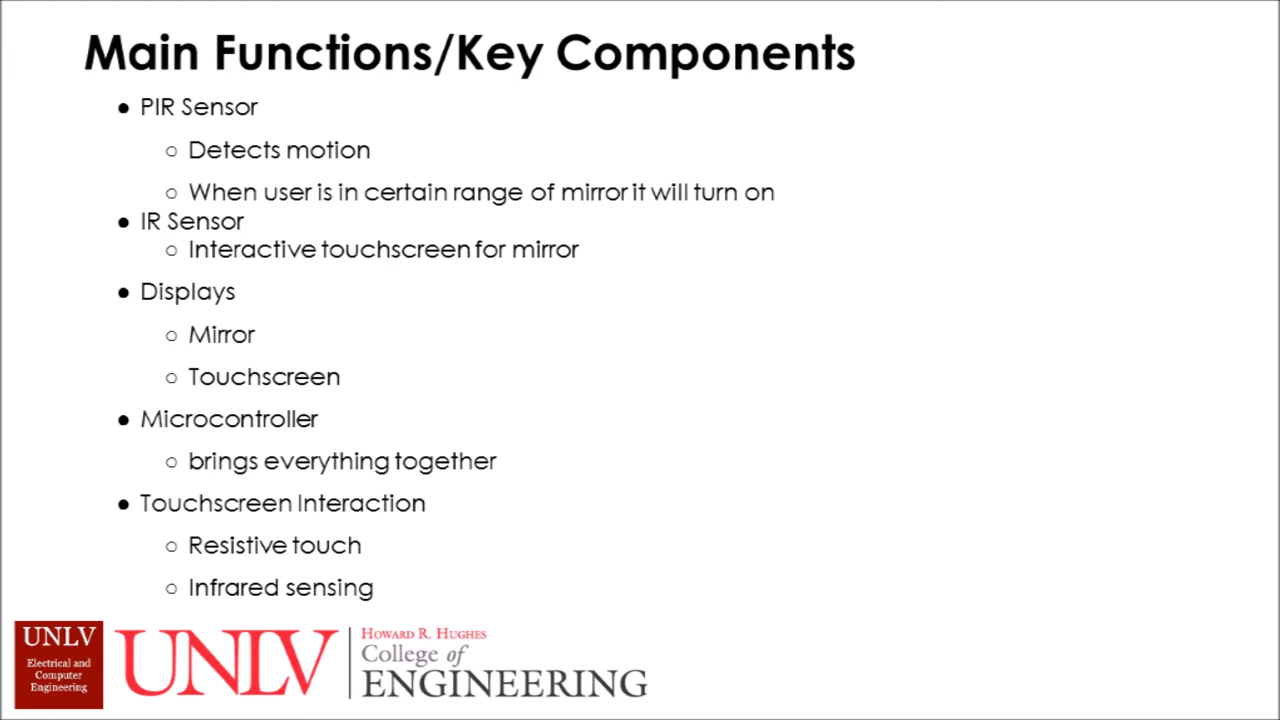 Main Functions/Key Components
● PIR Sensor
○ Detects motion
○ When user is in certain range of mirror it will turn on
● IR Sensor
○ Interactive touchscreen for mirror
● Displays
○ Mirror
○ Touchscreen
● Microcontroller
○ brings everything together
● Touchscreen Interaction
○ Resistive touch
○ Infrared sensing
UNLV
Electrical and
Computer
Engineering
UNLV
HOWARD R. HUGHES
College of
ENGINEERING